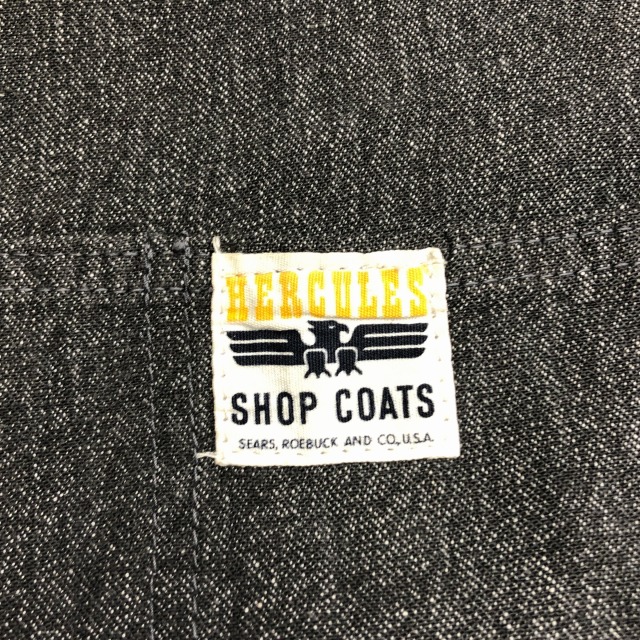 HERCULES
SHOP COATS
SEARS, ROEBUCK AND CO., U.S.A.